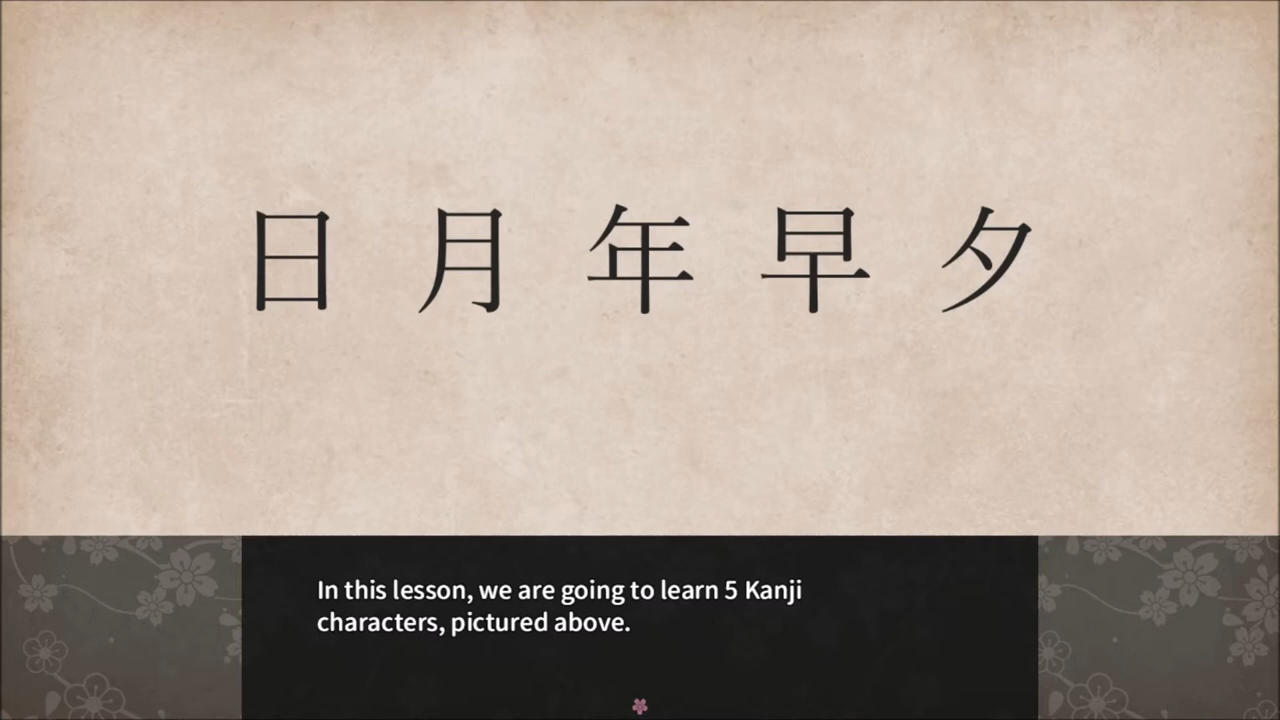 日 月 年 早 夕
In this lesson, we are going to learn 5 Kanji
characters, pictured above.